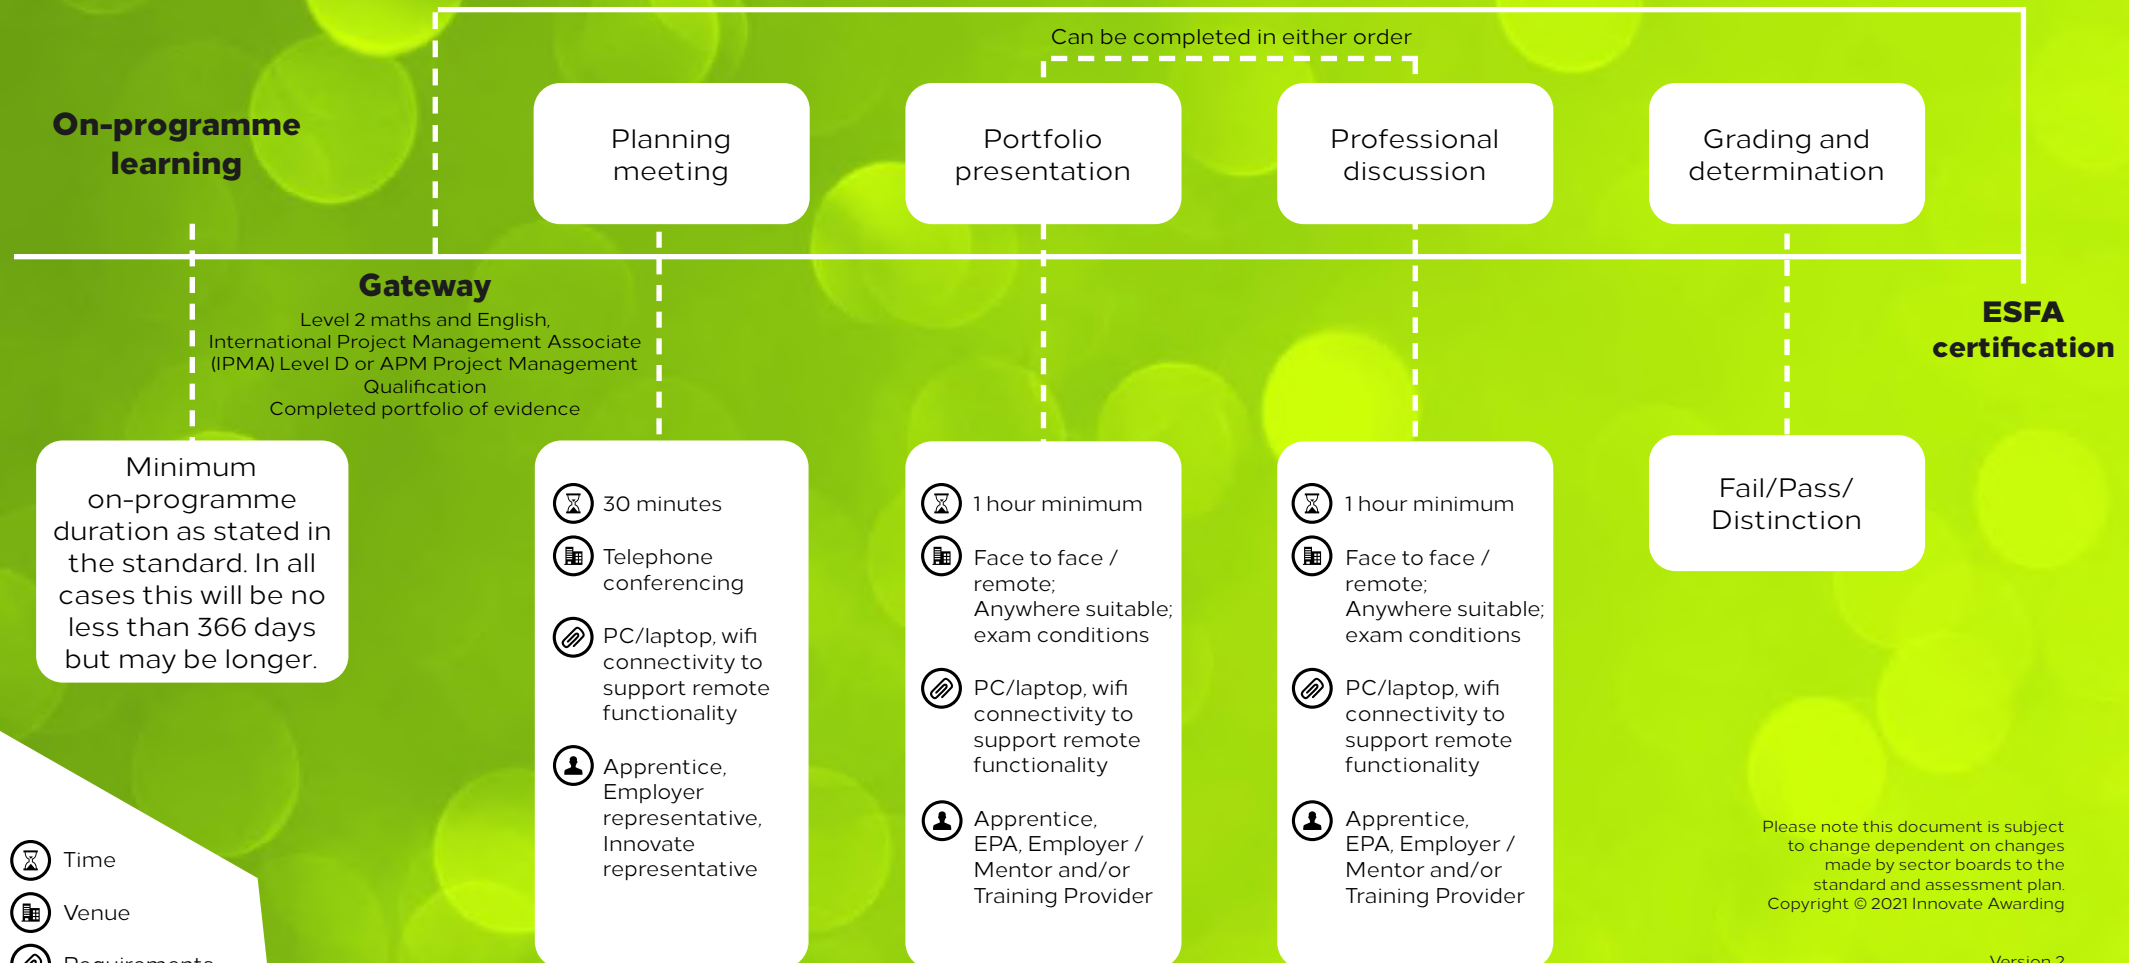 Can be completed in either order
On-programme
learning
Planning
meeting
Portfolio
presentation
Professional
discussion
Grading and
determination
Gateway
Level 2 maths and English,
International Project Management Associate
(IPMA) Level D or APM Project Management
Qualification
Completed portfolio of evidence
ESFA
certification
Minimum
on-programme
duration as stated in
the standard. In all
cases this will be no
less than 366 days
but may be longer.
30 minutes
Telephone
conferencing
PC/laptop, wifi
connectivity to
support remote
functionality
Apprentice,
Employer
representative,
Innovate
representative
1 hour minimum
Face to face /
remote;
Anywhere suitable;
exam conditions
PC/laptop, wifi
connectivity to
support remote
functionality
Apprentice,
EPA, Employer /
Mentor and/or
Training Provider
1 hour minimum
Face to face /
remote;
Anywhere suitable;
exam conditions
PC/laptop, wifi
connectivity to
support remote
functionality
Apprentice,
EPA, Employer /
Mentor and/or
Training Provider
Fail/Pass/
Distinction
Time
Venue
Requirements
Please note this document is subject
to change dependent on changes
made by sector boards to the
standard and assessment plan.
Copyright © 2021 Innovate Awarding
Version 2